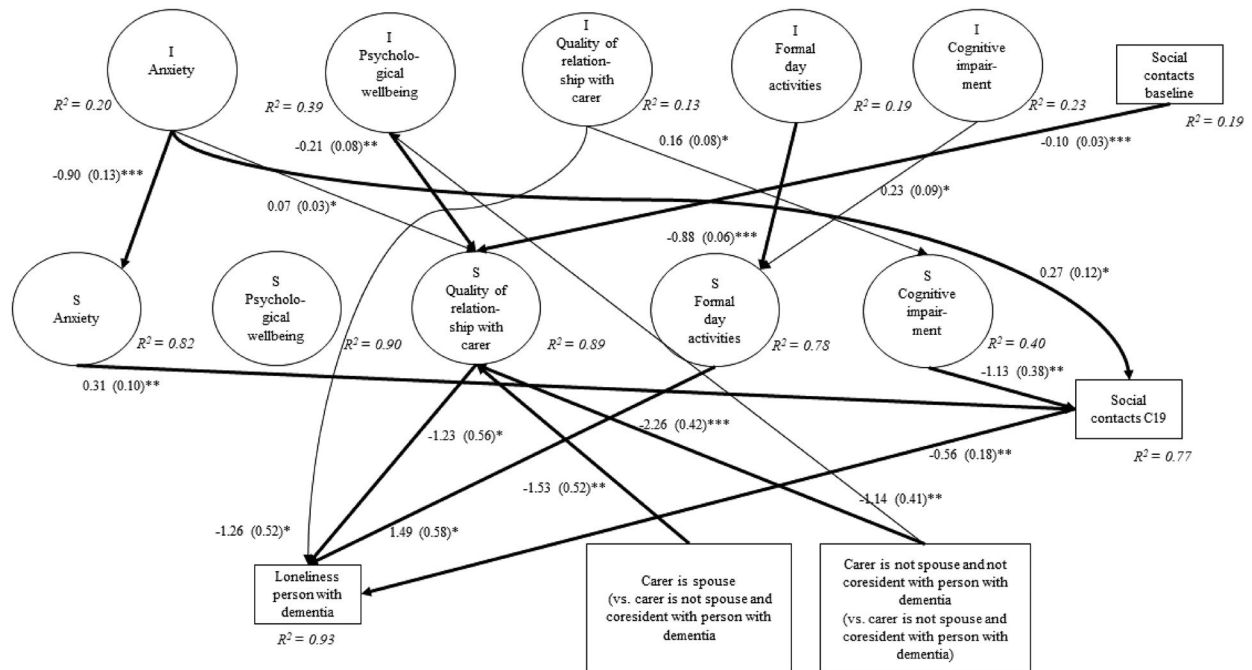 I
Anxiety
I
Psycholo-
gical
wellbeing
I
Quality of
relation-
ship with
carer
I
Formal
day
activities
I
Cognitive
impair-
ment
Social
contacts
baseline
R² = 0.20
R² = 0.39
R² = 0.13
R² = 0.19
R² = 0.23
R² = 0.19
-0.21 (0.08)**
0.16 (0.08)*
-0.10 (0.03)***
-0.90 (0.13)***
0.07 (0.03)*
0.23 (0.09)*
-0.88 (0.06)***
0.27 (0.12)*
S
Anxiety
S
Psycholo-
gical
wellbeing
S
Quality of
relation-
ship with
carer
S
Formal
day
activities
S
Cognitive
impair-
ment
R² = 0.82
R² = 0.90
R² = 0.89
R² = 0.78
R² = 0.40
0.31 (0.10)**
-1.13 (0.38)**
Social
contacts C19
R² = 0.77
-1.23 (0.56)*
-2.26 (0.42)***
-0.56 (0.18)**
-1.53 (0.52)**
-1.14 (0.41)**
-1.26 (0.52)*
1.49 (0.58)*
Loneliness
person with
dementia
R² = 0.93
Carer is spouse
(vs. carer is not spouse and
coresident with person with
dementia
Carer is not spouse and not
coresident with person with
dementia
(vs. carer is not spouse and
coresident with person with
dementia)